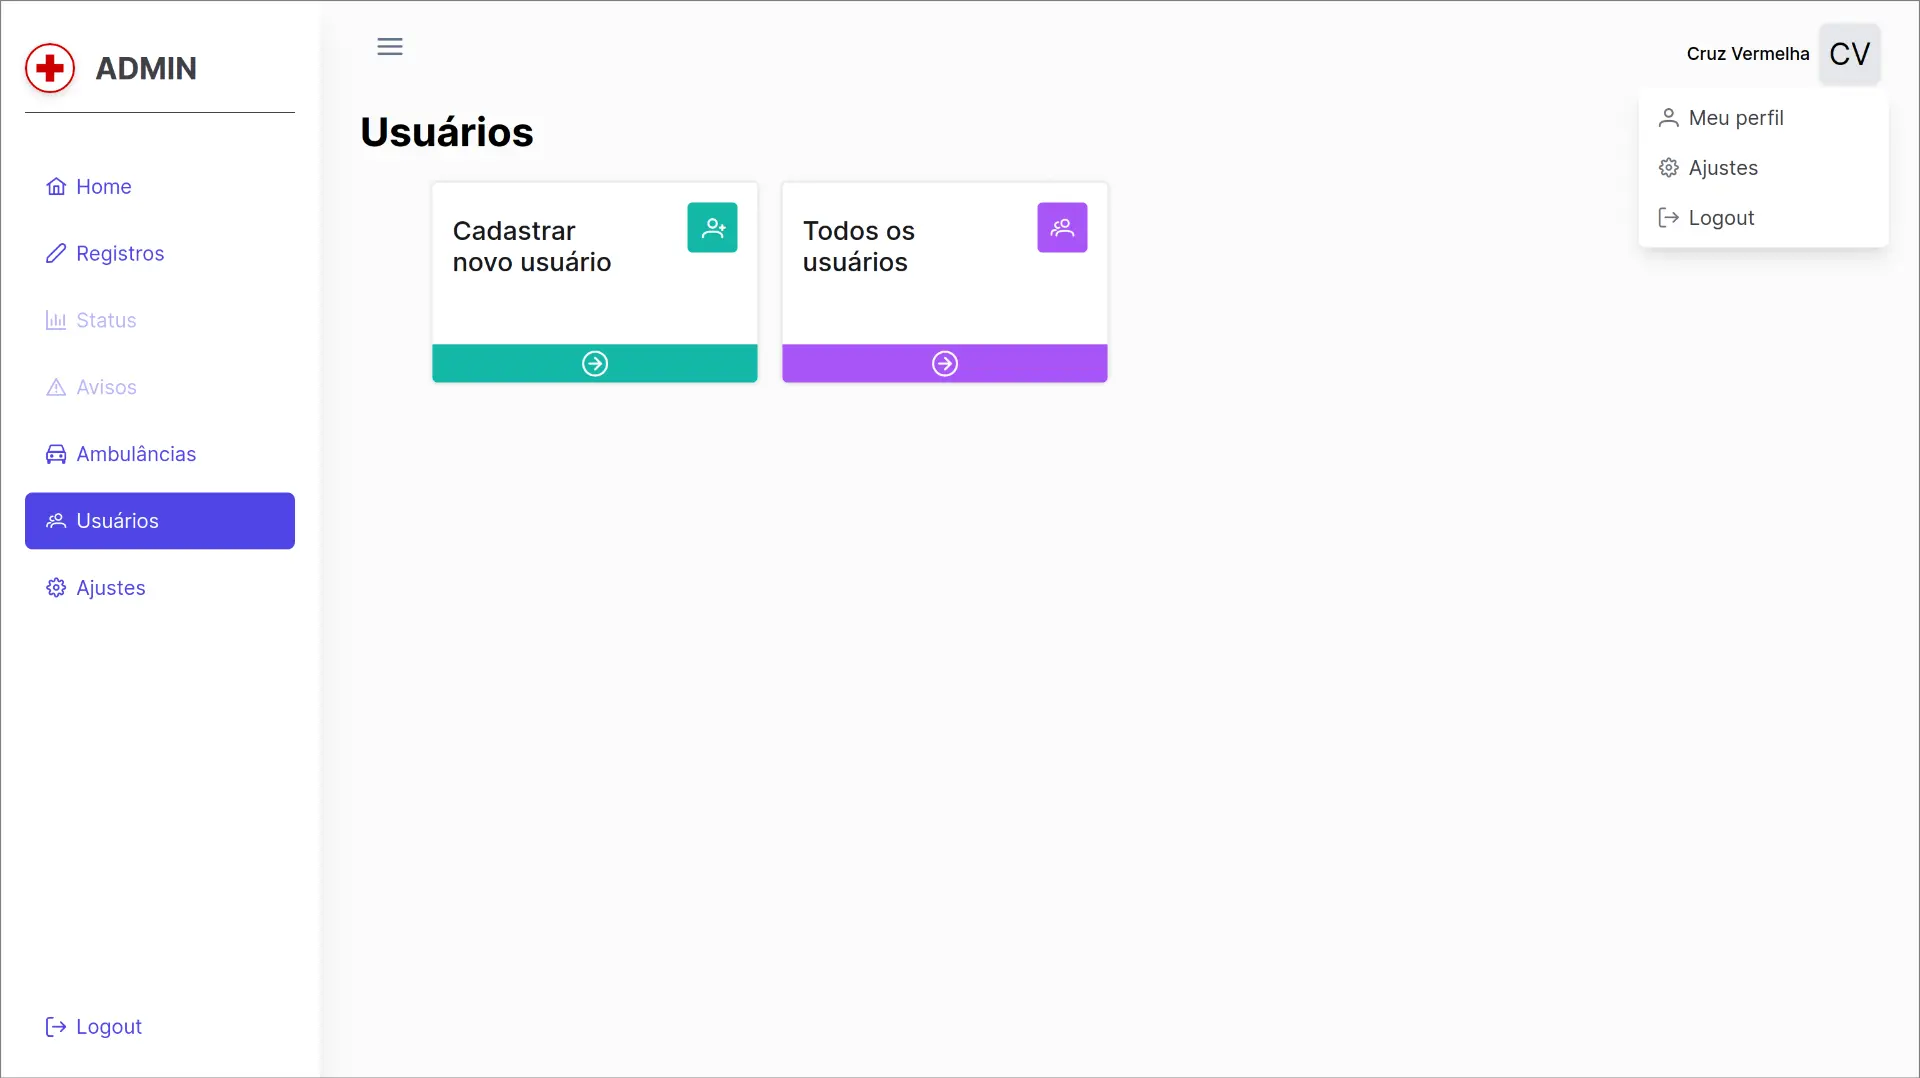 ADMIN
Home
Registros
Status
Avisos
Ambulâncias
Usuários
Ajustes
Logout
Cruz Vermelha
CV
Meu perfil
Ajustes
Logout
Usuários
Cadastrar
novo usuário
Todos os
usuários